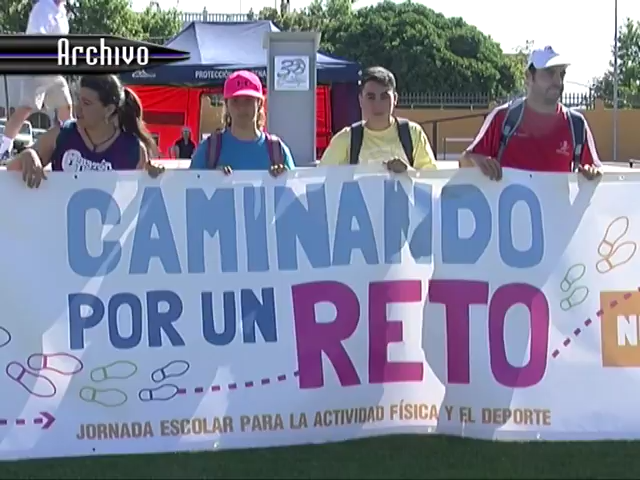 Archivo
PROTECCIÓN
CAMINANDO
POR UN RETO
N
JORNADA ESCOLAR PARA LA ACTIVIDAD FÍSICA Y EL DEPORTE